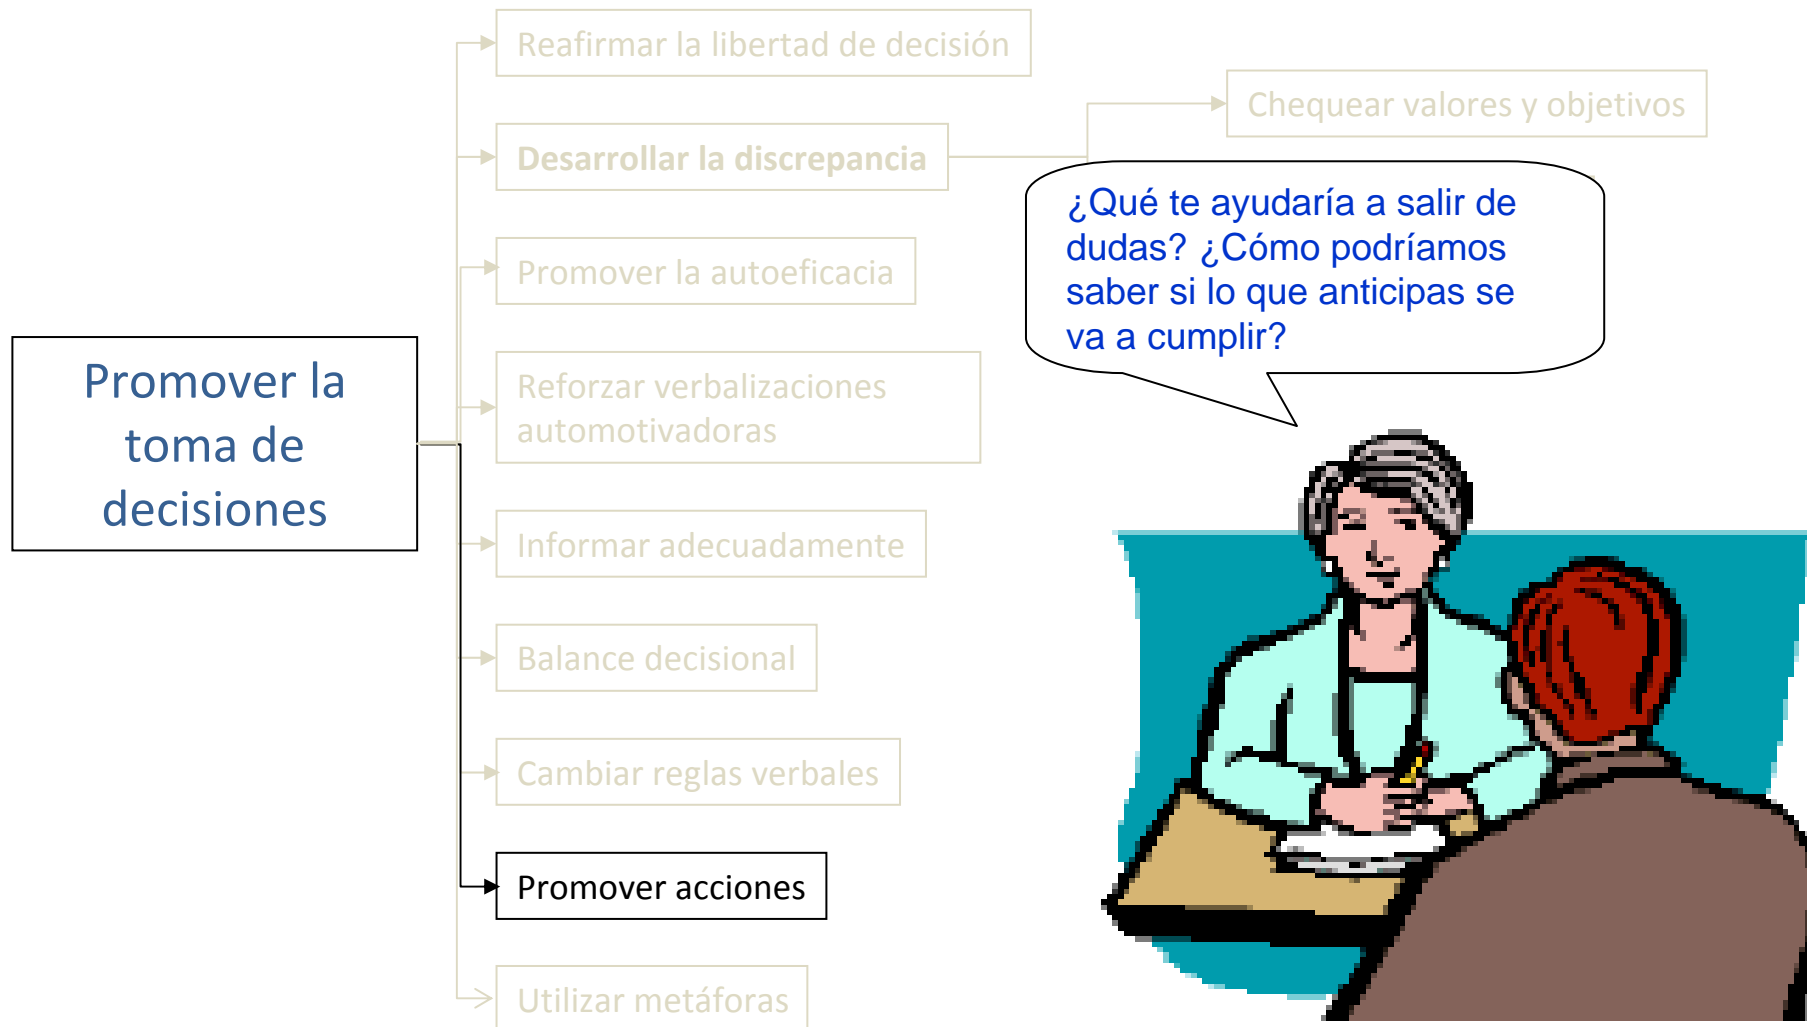 Reafirmar la libertad de decisión
Chequear valores y objetivos
Desarrollar la discrepancia
¿Qué te ayudaría a salir de
dudas? ¿Cómo podríamos
saber si lo que anticipas se
va a cumplir?
Promover la autoeficacia
Promover la
toma de
decisiones
Reforzar verbalizaciones
automotivadoras
Informar adecuadamente
Balance decisional
Cambiar reglas verbales
Promover acciones
Utilizar metáforas